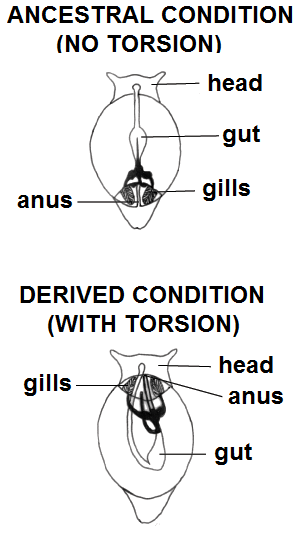 ANCESTRAL CONDITION
(NO TORSION)
head
gut
gills
anus
DERIVED CONDITION
(WITH TORSION)
head
gills
anus
gut